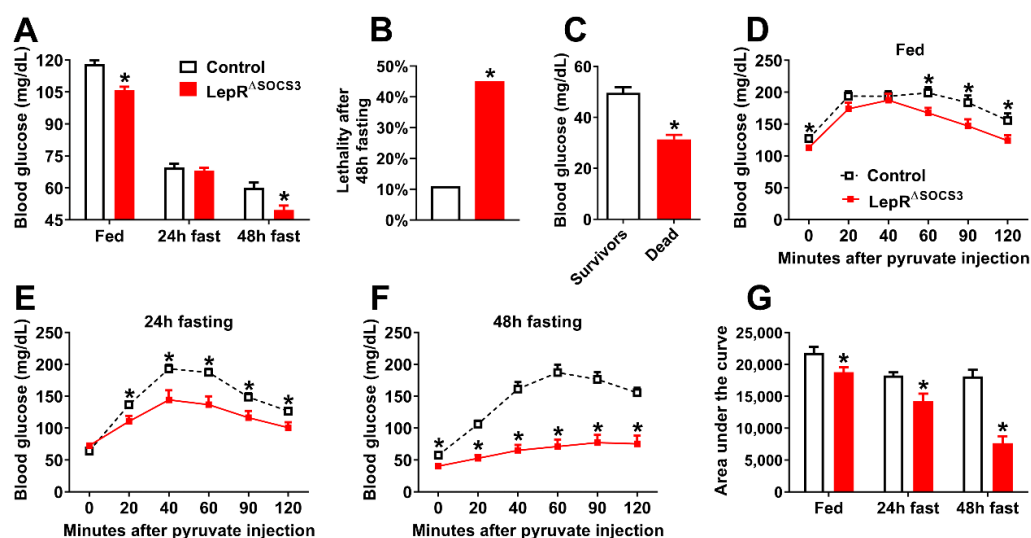 A
Blood glucose (mg/dL)
120
105
90
75
60
45
*
*
Control
LepRΔSOCS3
Fed
24h fast
48h fast
B
Lethality after
48h fasting
50%
40%
30%
20%
10%
0%
*
C
Blood glucose (mg/dL)
60
40
20
0
*
Survivors
Dead
D
Fed
Blood glucose (mg/dL)
250
200
150
100
50
0
*
*
*
*
Control
LepRΔSOCS3
0 20 40 60 90 120
Minutes after pyruvate injection
E
24h fasting
Blood glucose (mg/dL)
250
200
150
100
50
0
*
*
*
*
*
0 20 40 60 90 120
Minutes after pyruvate injection
F
48h fasting
Blood glucose (mg/dL)
250
200
150
100
50
0
*
*
*
*
*
*
0 20 40 60 90 120
Minutes after pyruvate injection
G
Area under the curve
25,000
20,000
15,000
10,000
5,000
0
*
*
*
Fed
24h fast
48h fast